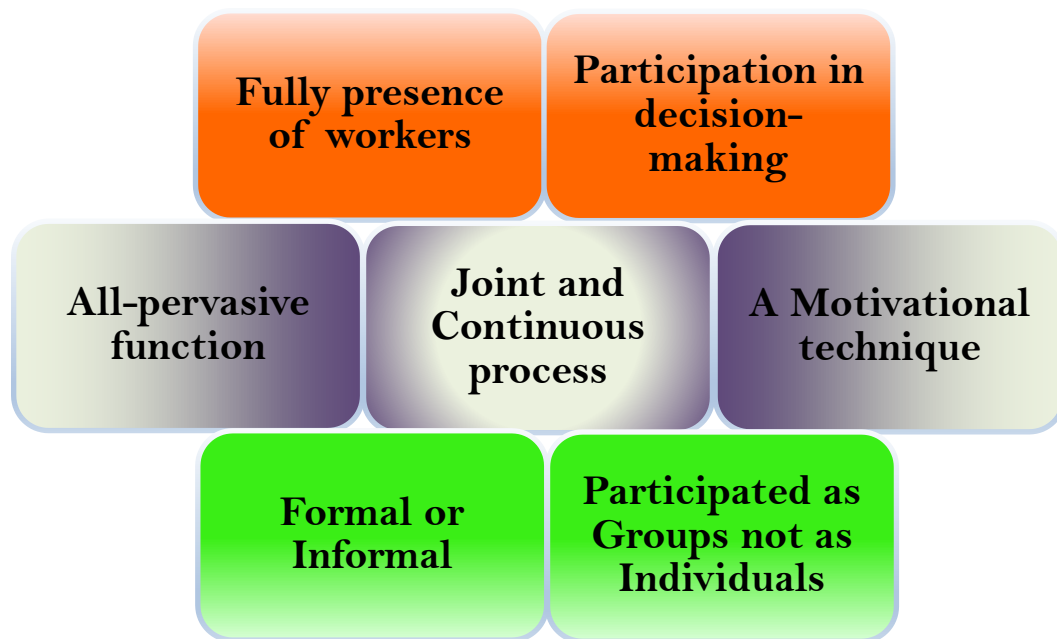 Fully presence
of workers
Participation in
decision-
making
All-pervasive
function
Joint and
Continuous
process
A Motivational
technique
Formal or
Informal
Participated as
Groups not as
Individuals